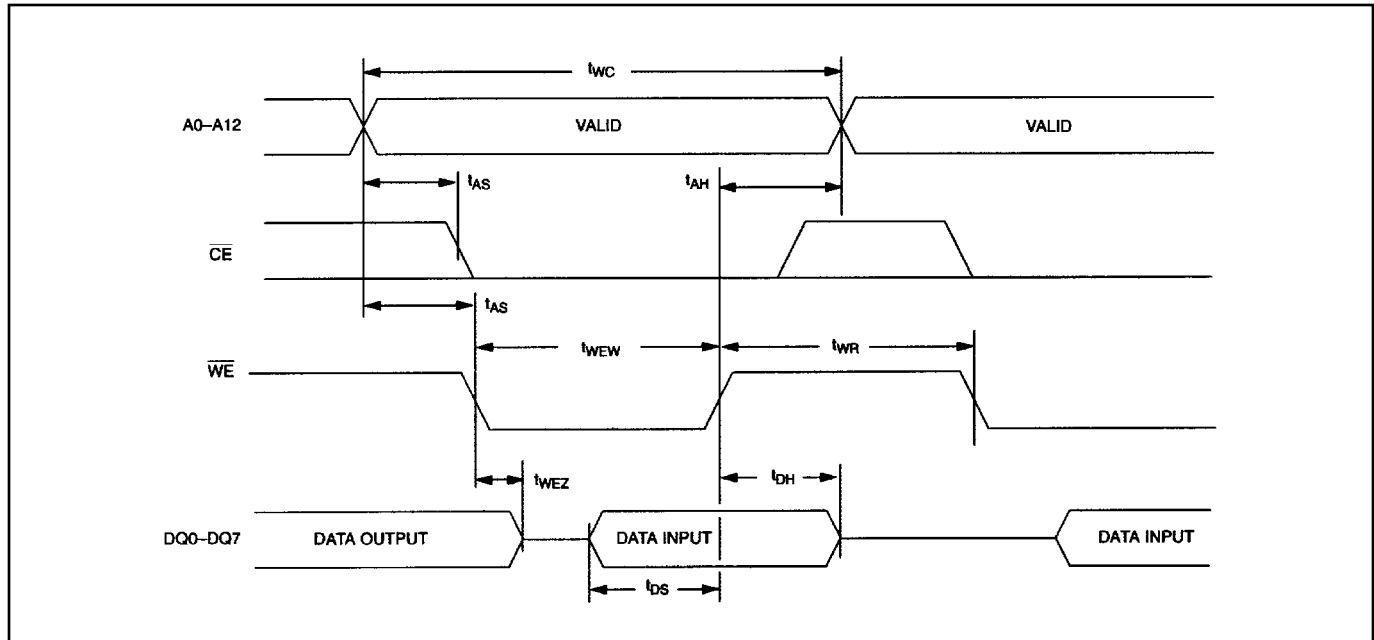 tWC
A0–A12 VALID VALID
tAS tAH
CE
tAS
tWEW tWR
WE
tWEZ tDH
DQ0–DQ7 DATA OUTPUT DATA INPUT DATA INPUT
tDS